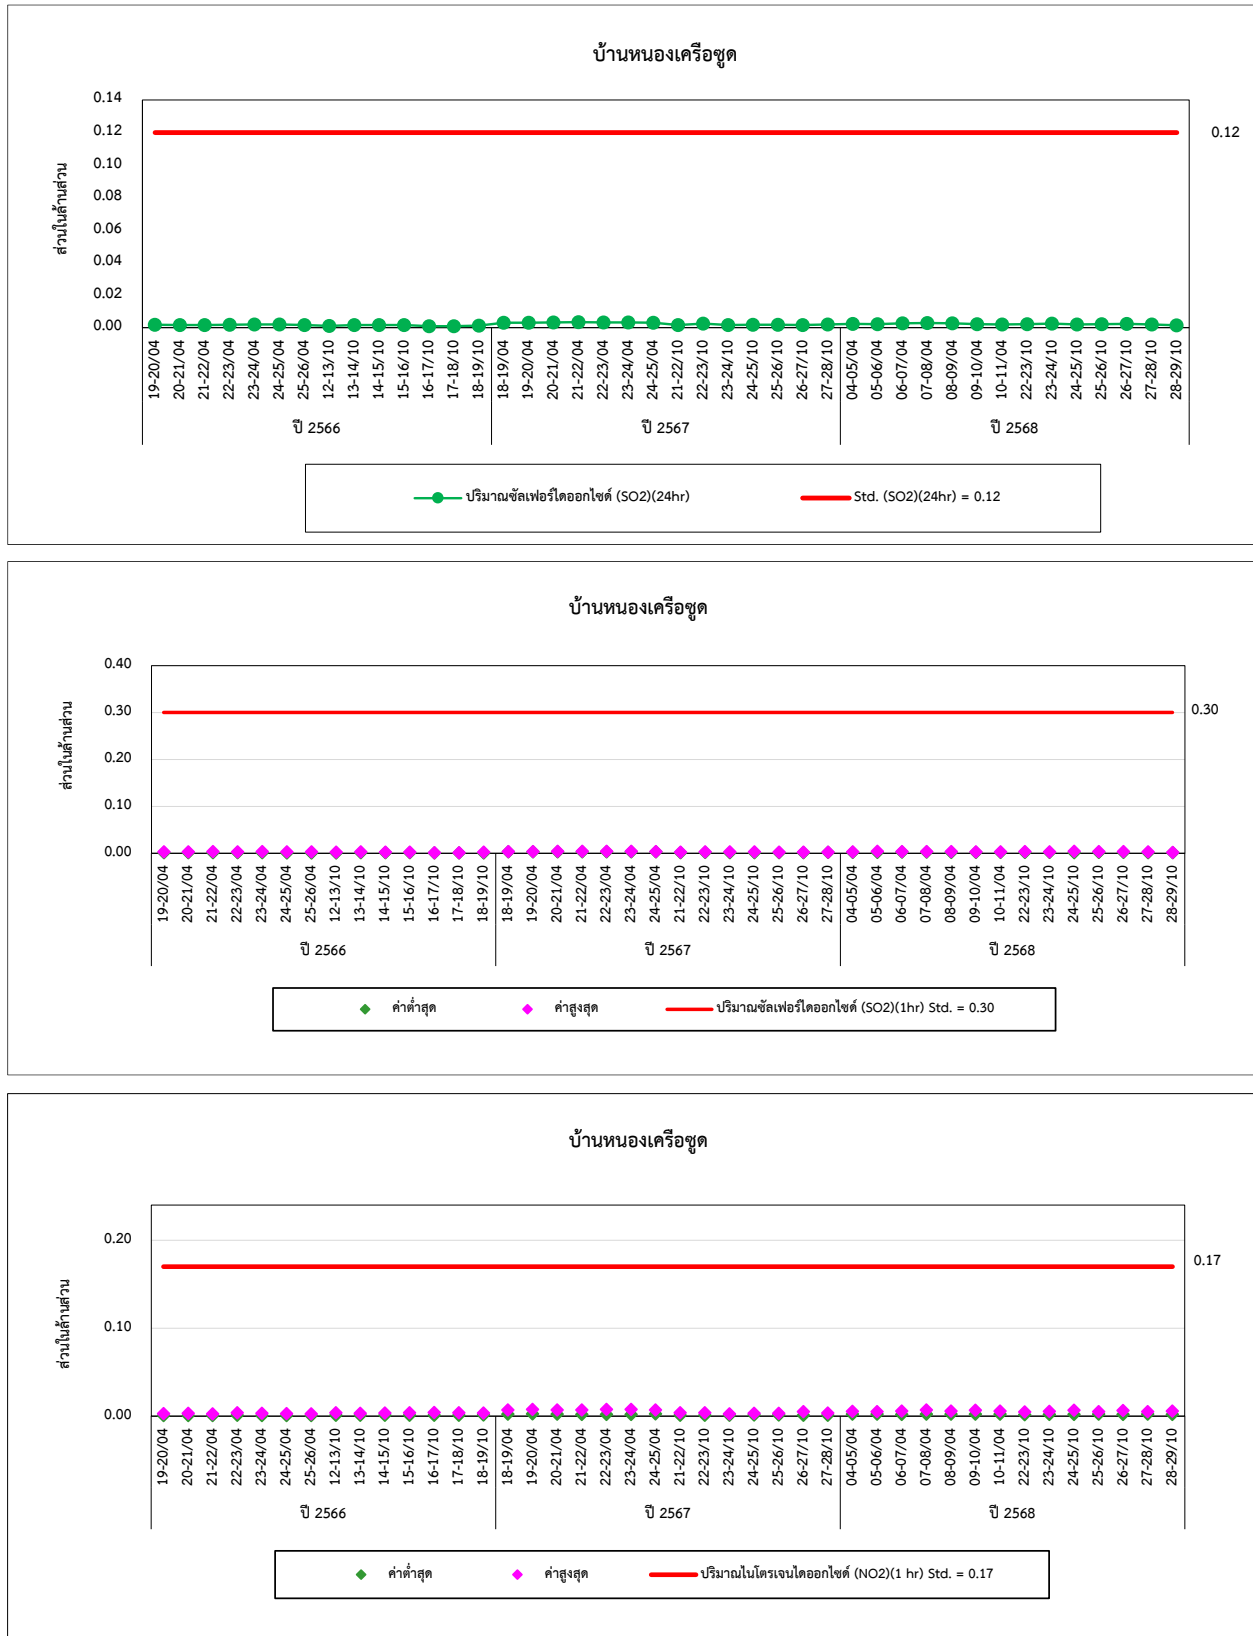 บ้านหนองเครือซูด
0.14
0.12
0.10
0.08
0.06
0.04
0.02
0.00
ส่วนในล้านส่วน
0.12
19-20/04 20-21/04 21-22/04 22-23/04 23-24/04 24-25/04 25-26/04 12-13/10 13-14/10 14-15/10 15-16/10 16-17/10 17-18/10 18-19/10 18-19/04 19-20/04 20-21/04 21-22/04 22-23/04 23-24/04 24-25/04 21-22/10 22-23/10 23-24/10 24-25/10 25-26/10 26-27/10 27-28/10 04-05/04 05-06/04 06-07/04 07-08/04 08-09/04 09-10/04 10-11/04 22-23/10 23-24/10 24-25/10 25-26/10 26-27/10 27-28/10 28-29/10
ปี 2566 ปี 2567 ปี 2568
ปริมาณซัลเฟอร์ไดออกไซด์ (SO2)(24hr) Std. (SO2)(24hr) = 0.12
บ้านหนองเครือซูด
0.40
0.30
0.20
0.10
0.00
ส่วนในล้านส่วน
0.30
19-20/04 20-21/04 21-22/04 22-23/04 23-24/04 24-25/04 25-26/04 12-13/10 13-14/10 14-15/10 15-16/10 16-17/10 17-18/10 18-19/10 18-19/04 19-20/04 20-21/04 21-22/04 22-23/04 23-24/04 24-25/04 21-22/10 22-23/10 23-24/10 24-25/10 25-26/10 26-27/10 27-28/10 04-05/04 05-06/04 06-07/04 07-08/04 08-09/04 09-10/04 10-11/04 22-23/10 23-24/10 24-25/10 25-26/10 26-27/10 27-28/10 28-29/10
ปี 2566 ปี 2567 ปี 2568
ค่าต่ำสุด ค่าสูงสุด ปริมาณซัลเฟอร์ไดออกไซด์ (SO2)(1hr) Std. = 0.30
บ้านหนองเครือซูด
0.20
0.10
0.00
ส่วนในล้านส่วน
0.17
19-20/04 20-21/04 21-22/04 22-23/04 23-24/04 24-25/04 25-26/04 12-13/10 13-14/10 14-15/10 15-16/10 16-17/10 17-18/10 18-19/10 18-19/04 19-20/04 20-21/04 21-22/04 22-23/04 23-24/04 24-25/04 21-22/10 22-23/10 23-24/10 24-25/10 25-26/10 26-27/10 27-28/10 04-05/04 05-06/04 06-07/04 07-08/04 08-09/04 09-10/04 10-11/04 22-23/10 23-24/10 24-25/10 25-26/10 26-27/10 27-28/10 28-29/10
ปี 2566 ปี 2567 ปี 2568
ค่าต่ำสุด ค่าสูงสุด ปริมาณไนโตรเจนไดออกไซด์ (NO2)(1 hr) Std. = 0.17